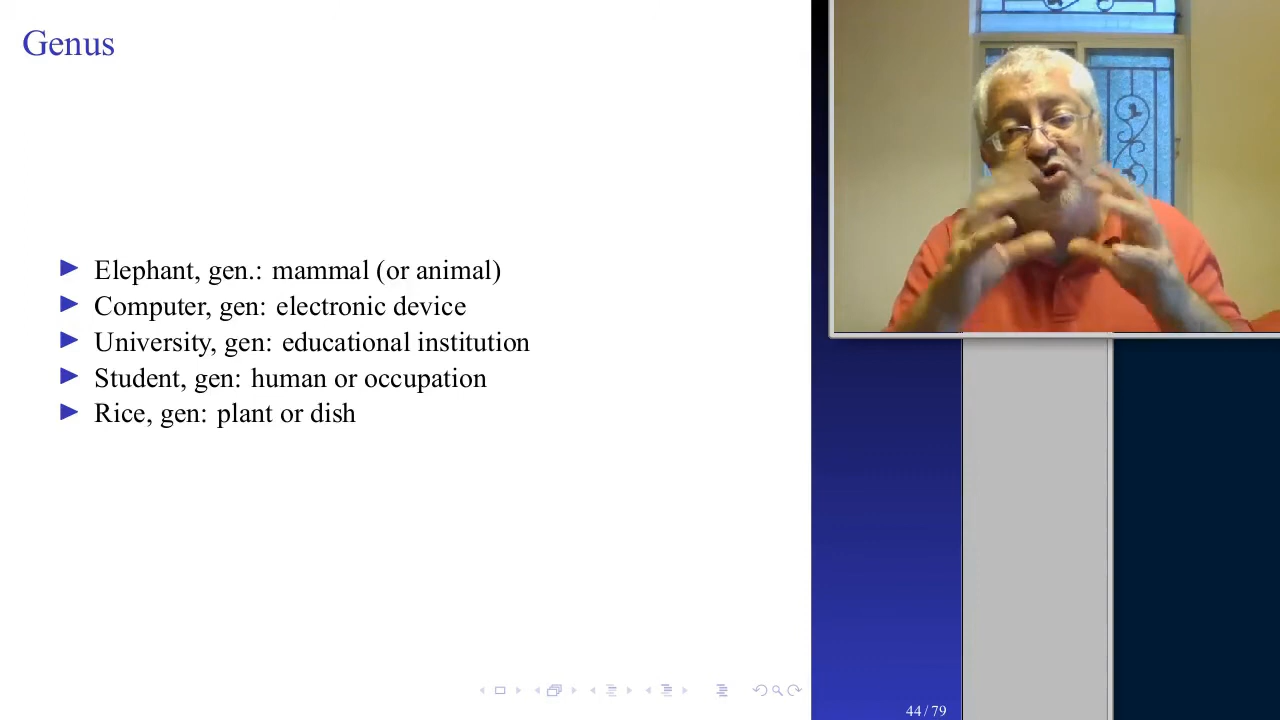 Genus
Elephant, gen.: mammal (or animal)
Computer, gen: electronic device
University, gen: educational institution
Student, gen: human or occupation
Rice, gen: plant or dish
44 / 79